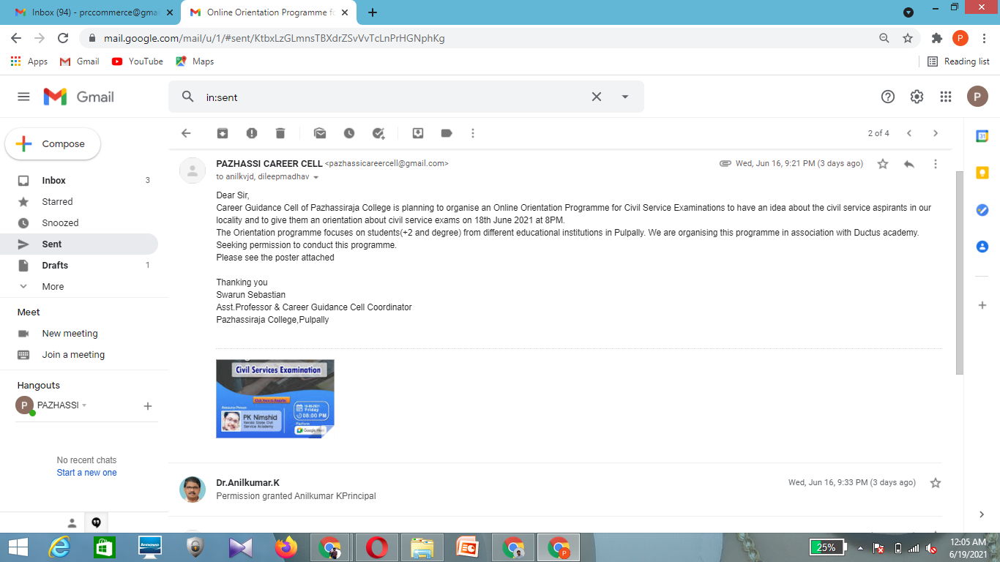 Inbox (94) - prccommerce@gma
Online Orientation Programme fo
mail.google.com/mail/u/1/#sent/KtbxLzGLmnsTBXdrZSvVvTcLnPrHGNphKg
P
Apps
Gmail
YouTube
Maps
Reading list
Gmail
in:sent
P
Compose
2 of 4
31
Inbox 3
Starred
Snoozed
Sent
Drafts 1
More
Meet
New meeting
Join a meeting
Hangouts
P PAZHASSI
No recent chats
Start a new one
PAZHASSI CAREER CELL <pazhassicareercell@gmail.com>
Wed, Jun 16, 9:21 PM (3 days ago)
to anilkvjd, dileepmadhav
Dear Sir,
Career Guidance Cell of Pazhassiraja College is planning to organise an Online Orientation Programme for Civil Service Examinations to have an idea about the civil service aspirants in our
locality and to give them an orientation about civil service exams on 18th June 2021 at 8PM.
The Orientation programme focuses on students(+2 and degree) from different educational institutions in Pulpally. We are organising this programme in association with Ductus academy.
Seeking permission to conduct this programme.
Please see the poster attached
Thanking you
Swarun Sebastian
Asst.Professor & Career Guidance Cell Coordinator
Pazhassiraja College,Pulpally
Civil Services Examination
Click Here to Register
Resource Person
PK Nimshid
Kerala State Civil
Service Academy
18-06-2021
Friday
08:00 PM
Platform
Google Meet
Dr.Anilkumar.K
Wed, Jun 16, 9:33 PM (3 days ago)
Permission granted Anilkumar KPrincipal
lenovo
P
25%
12:05 AM
6/19/2021